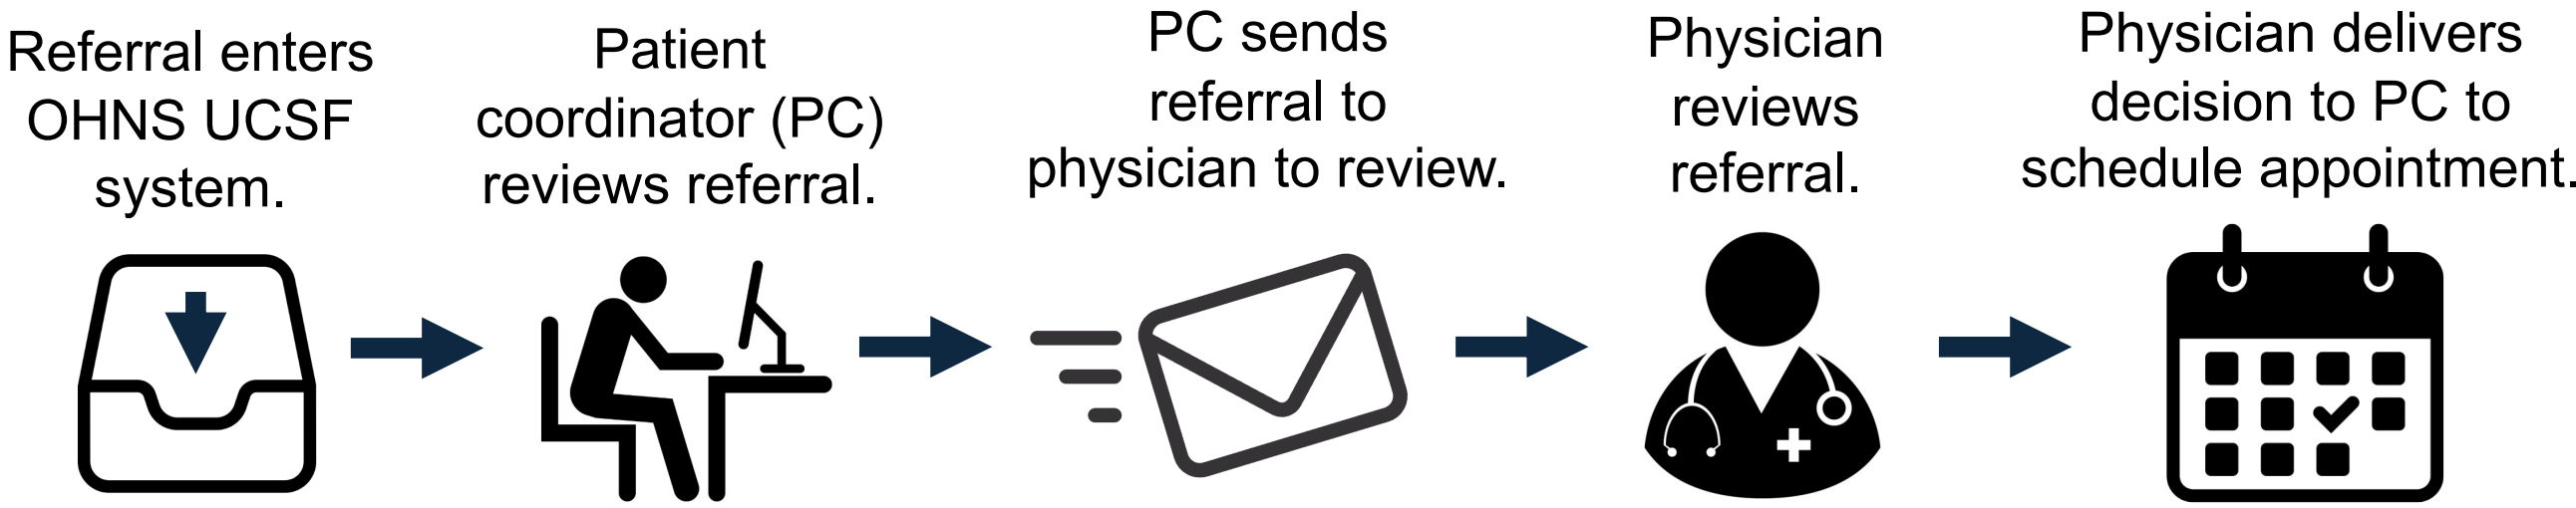 Referral enters
OHNS UCSF
system.
Patient
coordinator (PC)
reviews referral.
PC sends
referral to
physician to review.
Physician
reviews
referral.
Physician delivers
decision to PC to
schedule appointment.